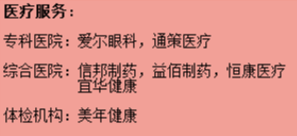 医疗服务：
专科医院：爱尔眼科，通策医疗
综合医院：信邦制药，益佰制药，恒康医疗
宜华健康
体检机构：美年健康